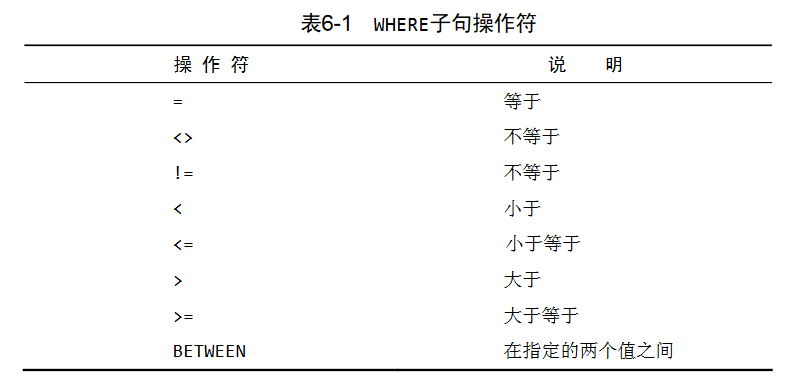 表6-1 WHERE子句操作符
操 作 符 说 明
= 等于
<> 不等于
!= 不等于
< 小于
<= 小于等于
> 大于
>= 大于等于
BETWEEN 在指定的两个值之间